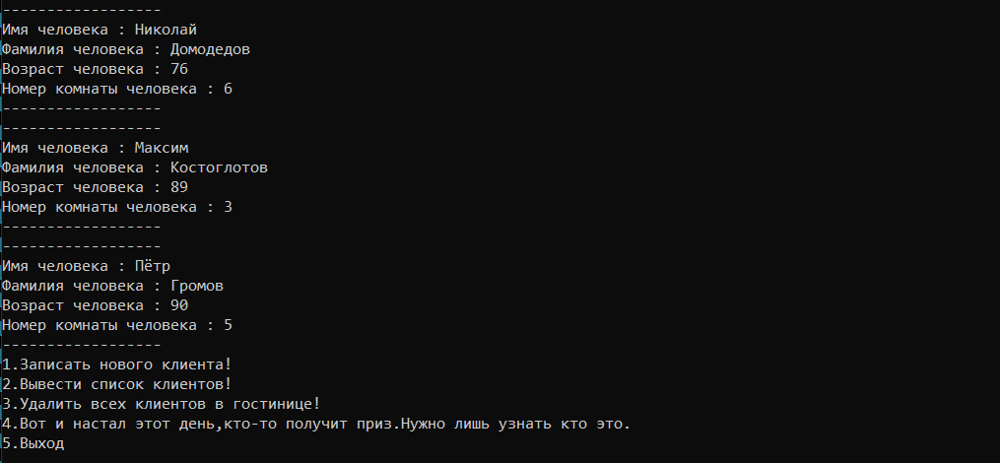 ------------------
Имя человека : Николай
Фамилия человека : Домодедов
Возраст человека : 76
Номер комнаты человека : 6
------------------
------------------
Имя человека : Максим
Фамилия человека : Костоглотов
Возраст человека : 89
Номер комнаты человека : 3
------------------
------------------
Имя человека : Пётр
Фамилия человека : Громов
Возраст человека : 90
Номер комнаты человека : 5
------------------
1.Записать нового клиента!
2.Вывести список клиентов!
3.Удалить всех клиентов в гостинице!
4.Вот и настал этот день,кто-то получит приз.Нужно лишь узнать кто это.
5.Выход